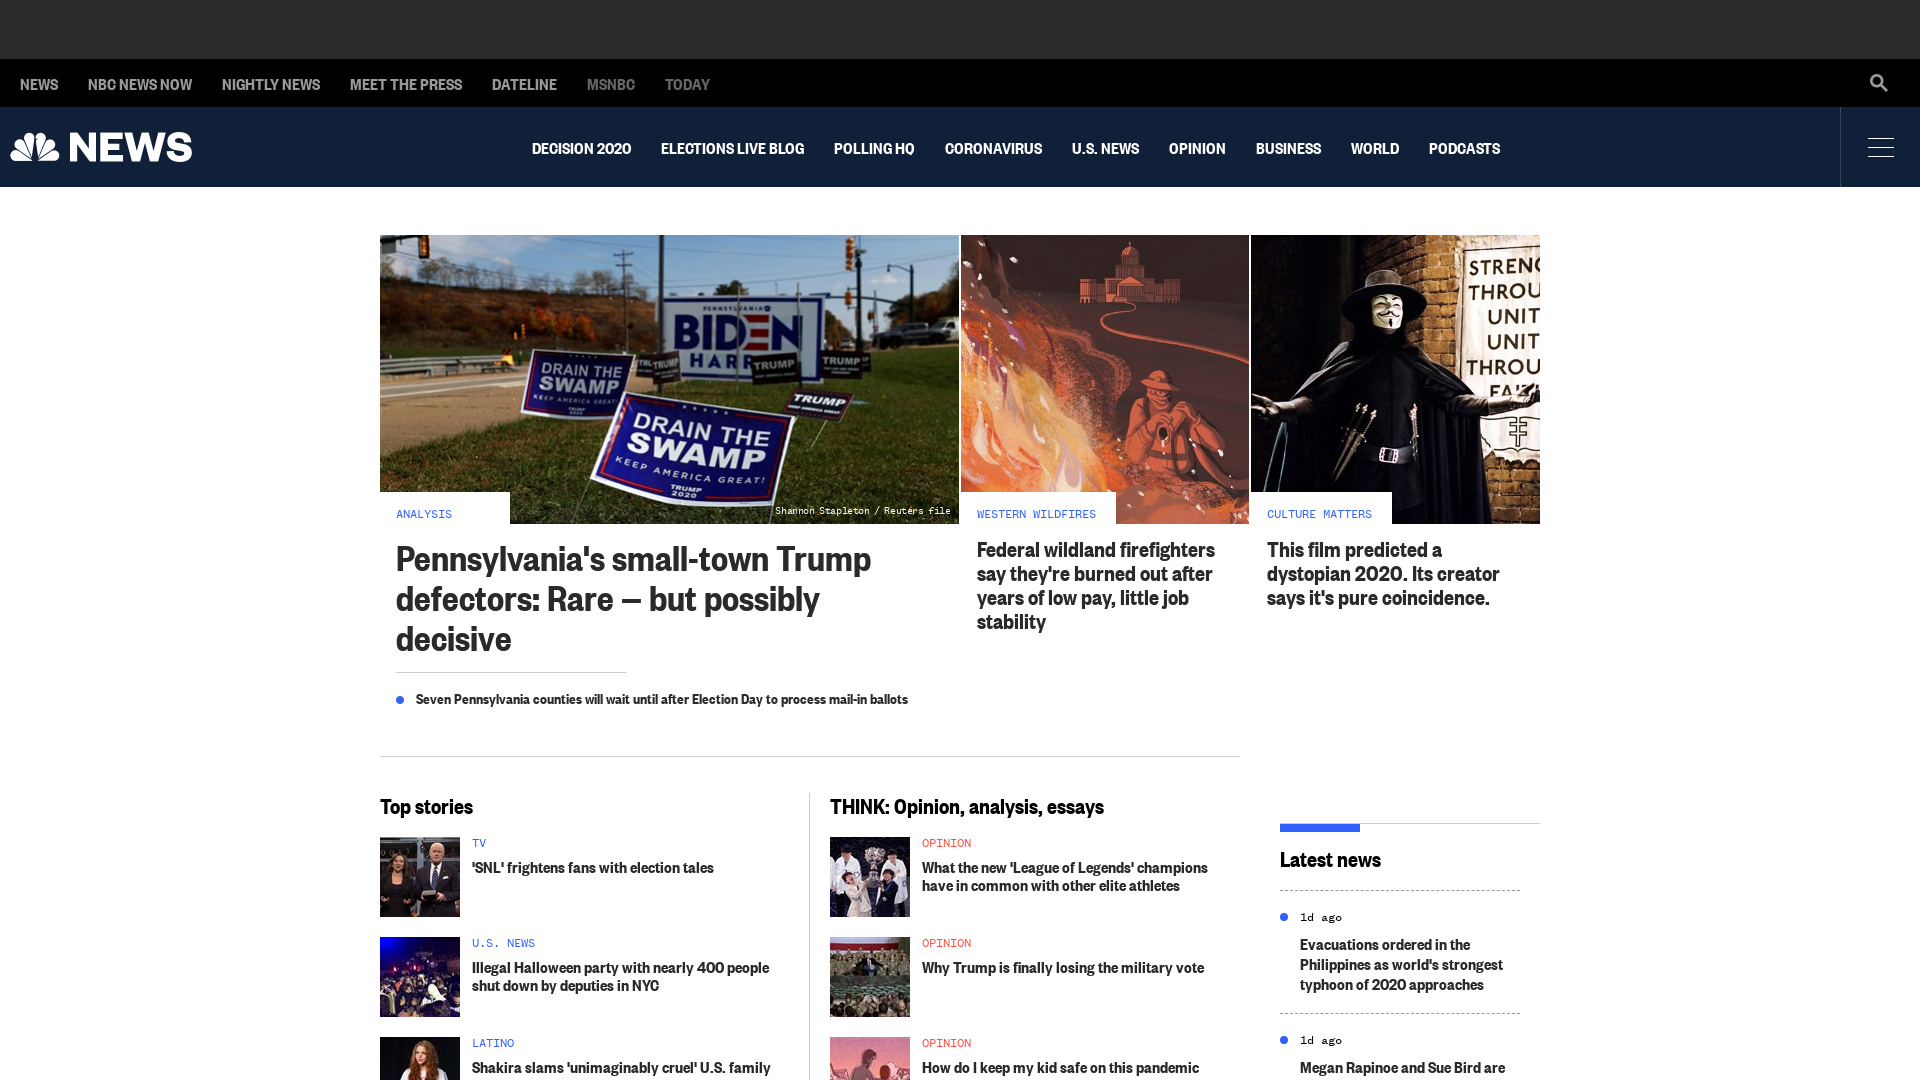 NEWS NBC NEWS NOW NIGHTLY NEWS MEET THE PRESS DATELINE MSNBC TODAY
NEWS
DECISION 2020 ELECTIONS LIVE BLOG POLLING HQ CORONAVIRUS U.S. NEWS OPINION BUSINESS WORLD PODCASTS
PENNSYLVANIA
BIDEN
HARR
DRAIN THE
SWAMP
KEEP AMERICA GREAT!
TRUMP
TRUMP
TRUMP
TRUMP
DRAIN THE
SWAMP
KEEP AMERICA GREAT!
TRUMP
2020
Shannon Stapleton / Reuters file
ANALYSIS
Pennsylvania's small-town Trump
defectors: Rare — but possibly
decisive
Seven Pennsylvania counties will wait until after Election Day to process mail-in ballots
WESTERN WILDFIRES
Federal wildland firefighters
say they're burned out after
years of low pay, little job
stability
STRENG
THROU
UNIT
UNIT
THROU
FAIT
CULTURE MATTERS
This film predicted a
dystopian 2020. Its creator
says it's pure coincidence.
Top stories
TV
'SNL' frightens fans with election tales
U.S. NEWS
Illegal Halloween party with nearly 400 people
shut down by deputies in NYC
LATINO
Shakira slams 'unimaginably cruel' U.S. family
THINK: Opinion, analysis, essays
OPINION
What the new 'League of Legends' champions
have in common with other elite athletes
OPINION
Why Trump is finally losing the military vote
OPINION
How do I keep my kid safe on this pandemic
Latest news
1d ago
Evacuations ordered in the
Philippines as world's strongest
typhoon of 2020 approaches
1d ago
Megan Rapinoe and Sue Bird are